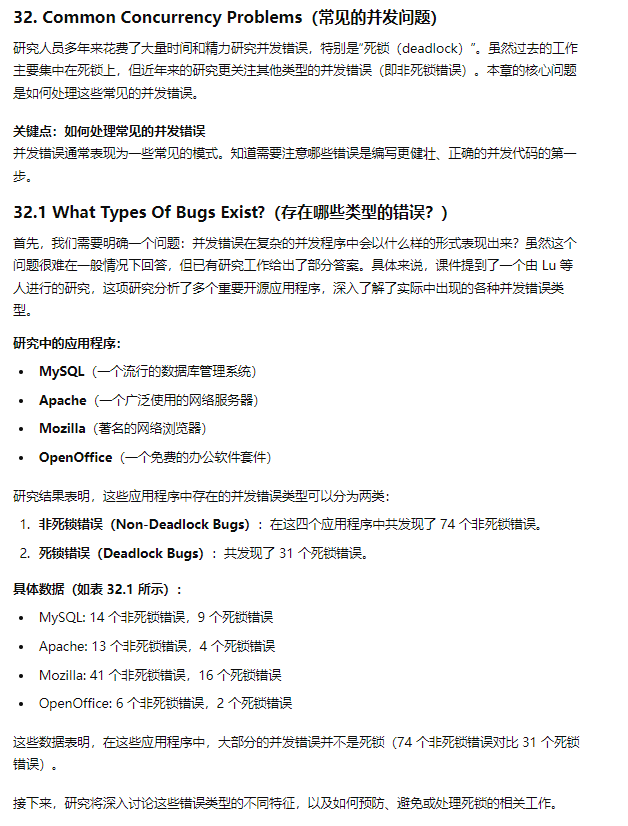 32. Common Concurrency Problems（常见的并发问题）
研究人员多年来花费了大量时间和精力研究并发错误，特别是“死锁（deadlock）”。虽然过去的工作
主要集中在死锁上，但近年来的研究更关注其他类型的并发错误（即非死锁错误）。本章的核心问题
是如何处理这些常见的并发错误。
关键点：如何处理常见的并发错误
并发错误通常表现为一些常见的模式。知道需要注意哪些错误是编写更健壮、正确的并发代码的第一
步。
32.1 What Types Of Bugs Exist?（存在哪些类型的错误？）
首先，我们需要明确一个问题：并发错误在复杂的并发程序中会以什么样的形式表现出来？虽然这个
问题很难在一般情况下回答，但已有研究工作给出了部分答案。具体来说，课件提到了一个由 Lu 等
人进行的研究，这项研究分析了多个重要开源应用程序，深入了解了实际中出现的各种并发错误类
型。
研究中的应用程序：
• MySQL（一个流行的数据库管理系统）
• Apache（一个广泛使用的网络服务器）
• Mozilla（著名的网络浏览器）
• OpenOffice（一个免费的办公软件套件）
研究结果表明，这些应用程序中存在的并发错误类型可以分为两类：
1. 非死锁错误（Non-Deadlock Bugs）：在这四个应用程序中共发现了 74 个非死锁错误。
2. 死锁错误（Deadlock Bugs）：共发现了 31 个死锁错误。
具体数据（如表 32.1 所示）：
• MySQL: 14 个非死锁错误，9 个死锁错误
• Apache: 13 个非死锁错误，4 个死锁错误
• Mozilla: 41 个非死锁错误，16 个死锁错误
• OpenOffice: 6 个非死锁错误，2 个死锁错误
这些数据表明，在这些应用程序中，大部分的并发错误并不是死锁（74 个非死锁错误对比 31 个死锁
错误）。
接下来，研究将深入讨论这些错误类型的不同特征，以及如何预防、避免或处理死锁的相关工作。